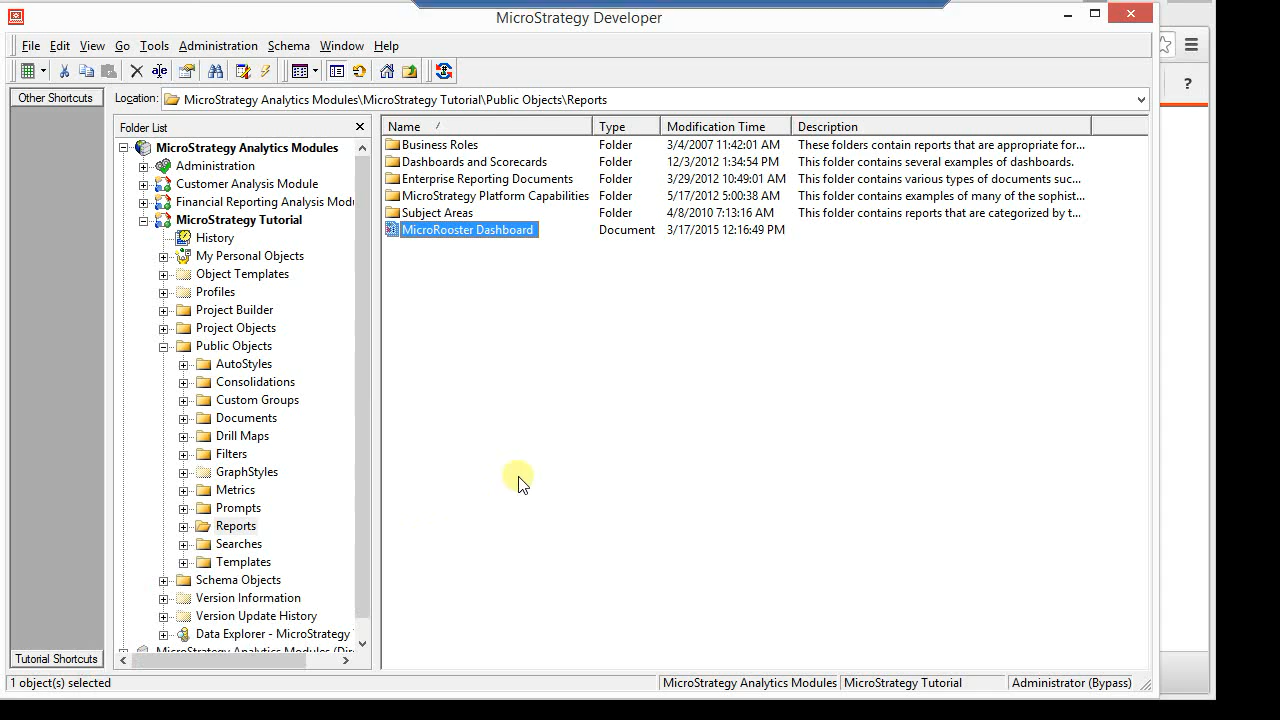 MicroStrategy Developer
File Edit View Go Tools Administration Schema Window Help
Other Shortcuts
Location: MicroStrategy Analytics Modules\MicroStrategy Tutorial\Public Objects\Reports
Folder List
MicroStrategy Analytics Modules
Administration
Customer Analysis Module
Financial Reporting Analysis Modu
MicroStrategy Tutorial
History
My Personal Objects
Object Templates
Profiles
Project Builder
Project Objects
Public Objects
AutoStyles
Consolidations
Custom Groups
Documents
Drill Maps
Filters
GraphStyles
Metrics
Prompts
Reports
Searches
Templates
Schema Objects
Version Information
Version Update History
Data Explorer - MicroStrategy
MicroStrategy Analytics Modules (Dir
Tutorial Shortcuts
Name / Type Modification Time Description
Business Roles Folder 3/4/2007 11:42:01 AM These folders contain reports that are appropriate for...
Dashboards and Scorecards Folder 12/3/2012 1:34:54 PM This folder contains several examples of dashboards.
Enterprise Reporting Documents Folder 3/29/2012 10:49:01 AM This folder contains various types of documents suc...
MicroStrategy Platform Capabilities Folder 5/17/2012 5:00:38 AM This folder contains examples of many of the sophist...
Subject Areas Folder 4/8/2010 7:13:16 AM This folder contains reports that are categorized by t...
MicroRooster Dashboard Document 3/17/2015 12:16:49 PM
?
1 object(s) selected
MicroStrategy Analytics Modules MicroStrategy Tutorial Administrator (Bypass)